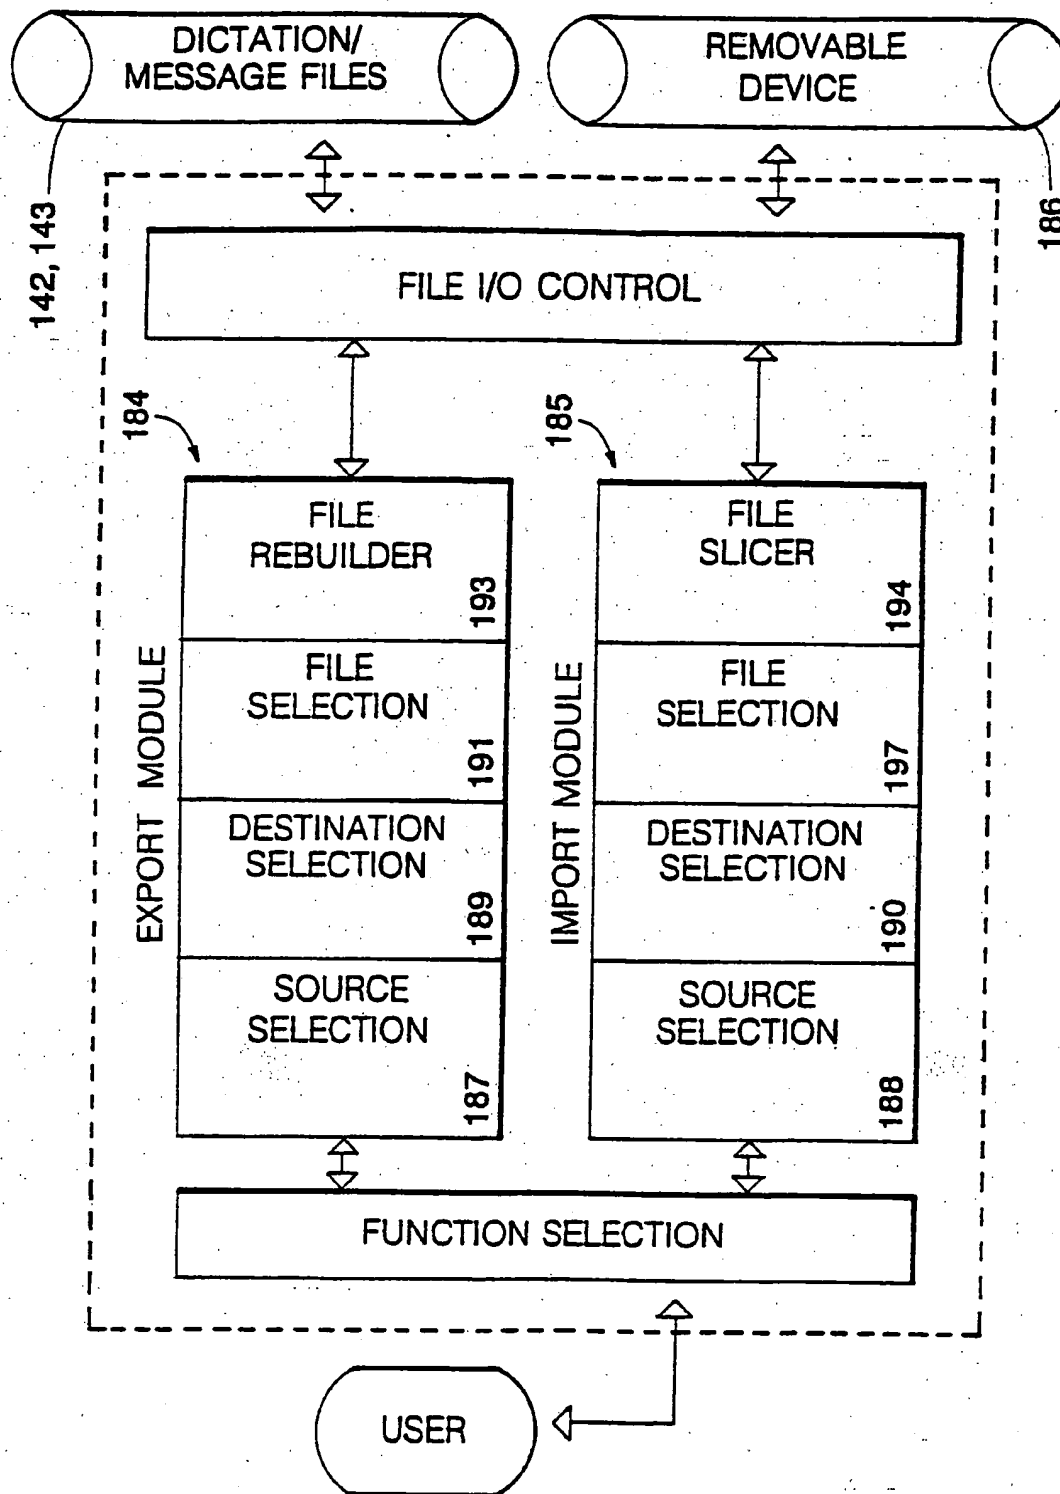 DICTATION/
MESSAGE FILES
REMOVABLE
DEVICE
142, 143
186
FILE I/O CONTROL
184
185
EXPORT MODULE
FILE
REBUILDER
193
FILE
SELECTION
191
DESTINATION
SELECTION
189
SOURCE
SELECTION
187
IMPORT MODULE
FILE
SLICER
194
FILE
SELECTION
197
DESTINATION
SELECTION
190
SOURCE
SELECTION
188
FUNCTION SELECTION
USER